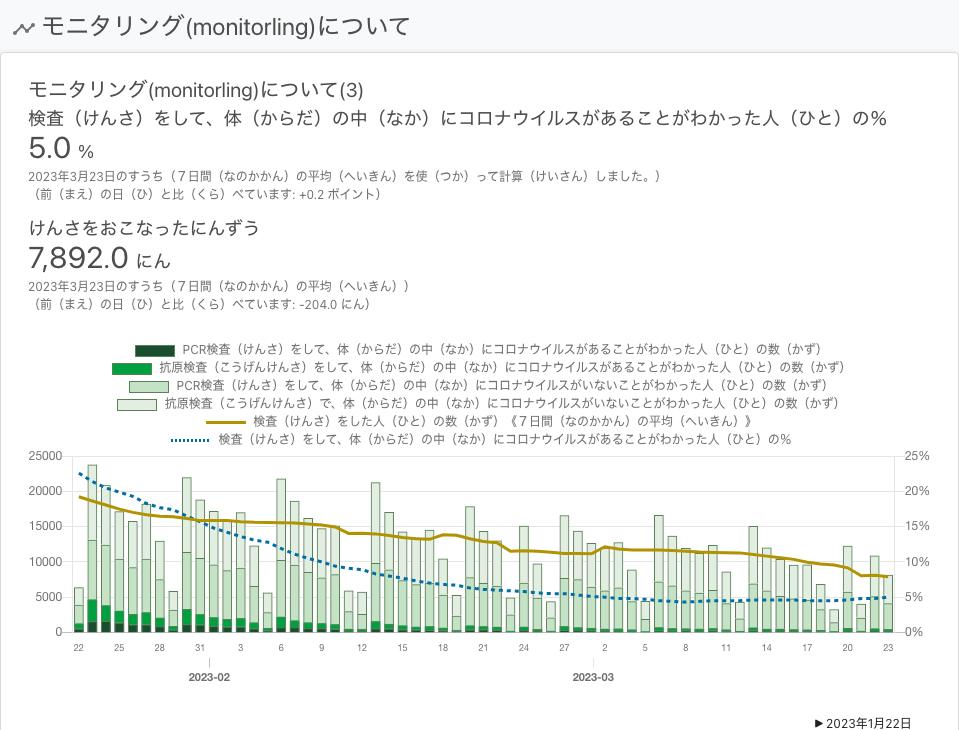 モニタリング(monitorling)について
モニタリング(monitorling)について(3)
検査（けんさ）をして、体（からだ）の中（なか）にコロナウイルスがあることがわかった人（ひと）の%
5.0 %
2023年3月23日のすうち（７日間（なのかかん）の平均（へいきん）を使（つか）って計算（けいさん）しました。）
（前（まえ）の日（ひ）と比（くら）べています: +0.2 ポイント）
けんさをおこなったにんずう
7,892.0 にん
2023年3月23日のすうち（７日間（なのかかん）の平均（へいきん））
（前（まえ）の日（ひ）と比（くら）べています: -204.0 にん）
PCR検査（けんさ）をして、体（からだ）の中（なか）にコロナウイルスがあることがわかった人（ひと）の数（かず）
抗原検査（こうげんけんさ）をして、体（からだ）の中（なか）にコロナウイルスがあることがわかった人（ひと）の数（かず）
PCR検査（けんさ）をして、体（からだ）の中（なか）にコロナウイルスがいないことがわかった人（ひと）の数（かず）
抗原検査（こうげんけんさ）で、体（からだ）の中（なか）にコロナウイルスがいないことがわかった人（ひと）の数（かず）
検査（けんさ）をした人（ひと）の数（かず）《７日間（なのかかん）の平均（へいきん）》
検査（けんさ）をして、体（からだ）の中（なか）にコロナウイルスがあることがわかった人（ひと）の%
25000 25%
20000 20%
15000 15%
10000 10%
5000 5%
0 0%
22 25 28 31 3 6 9 12 15 18 21 24 27 2 5 8 11 14 17 20 23
2023-02 2023-03
▶2023年1月22日